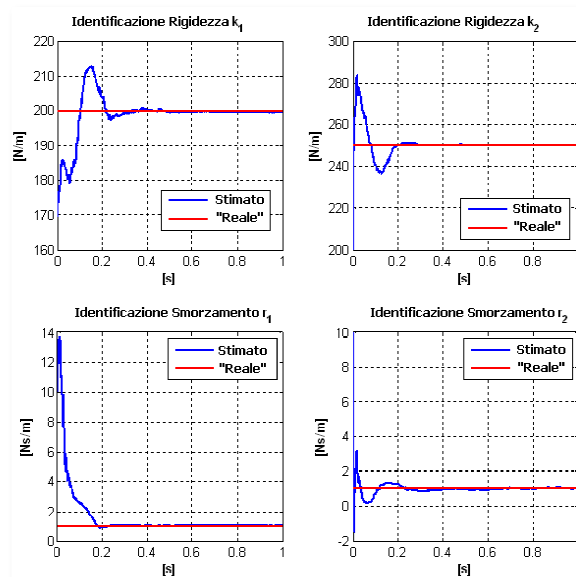 Identificazione Rigidezza k1
220
210
200
190
180
170
160
[N/m]
0 0.2 0.4 0.6 0.8 1
[s]
Stimato
"Reale"
Identificazione Rigidezza k2
300
280
260
240
220
200
[N/m]
0 0.2 0.4 0.6 0.8
[s]
Stimato
"Reale"
Identificazione Smorzamento r1
14
12
10
8
6
4
2
0
[Ns/m]
0 0.2 0.4 0.6 0.8 1
[s]
Stimato
"Reale"
Identificazione Smorzamento r2
10
8
6
4
2
0
-2
[Ns/m]
0 0.2 0.4 0.6 0.8
[s]
Stimato
"Reale"